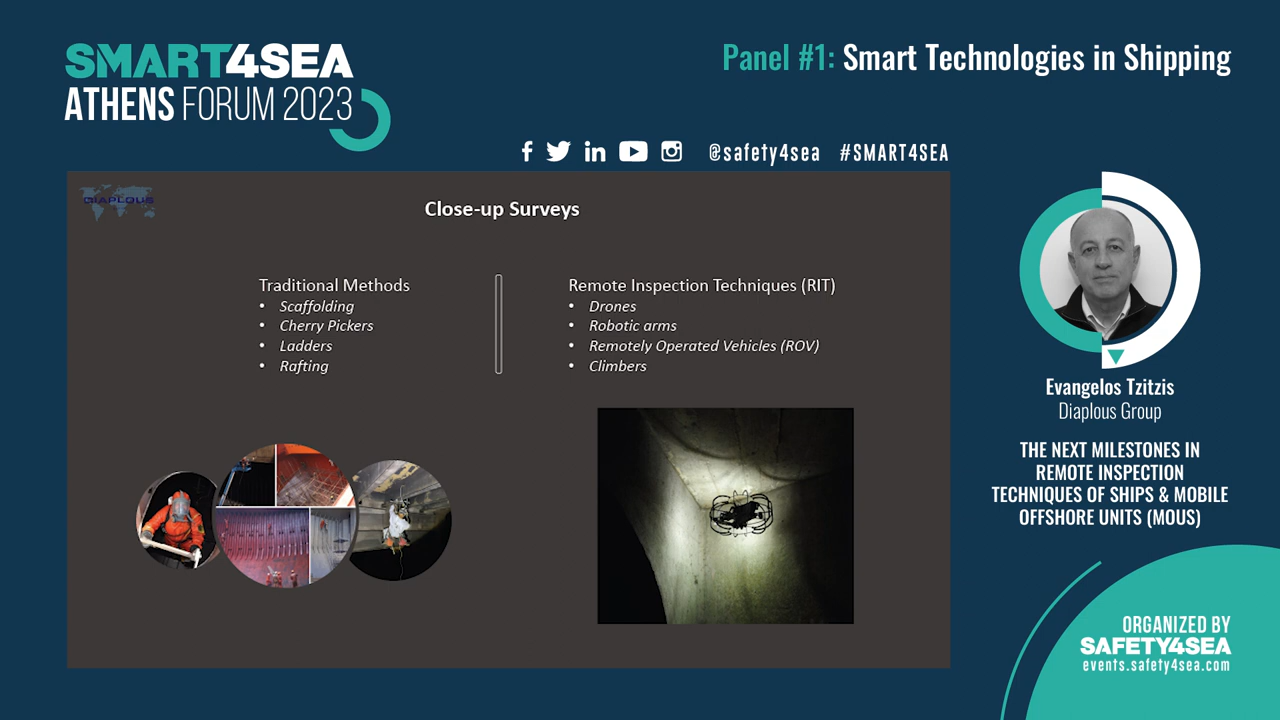 SMART4SEA
ATHENS FORUM 2023
Panel #1: Smart Technologies in Shipping
@safety4sea #SMART4SEA
DIAPLOUS
Close-up Surveys
Traditional Methods
• Scaffolding
• Cherry Pickers
• Ladders
• Rafting
Remote Inspection Techniques (RIT)
• Drones
• Robotic arms
• Remotely Operated Vehicles (ROV)
• Climbers
Evangelos Tzitzis
Diaplous Group
THE NEXT MILESTONES IN
REMOTE INSPECTION
TECHNIQUES OF SHIPS & MOBILE
OFFSHORE UNITS (MOUS)
ORGANIZED BY
SAFETY4SEA
events.safety4sea.com